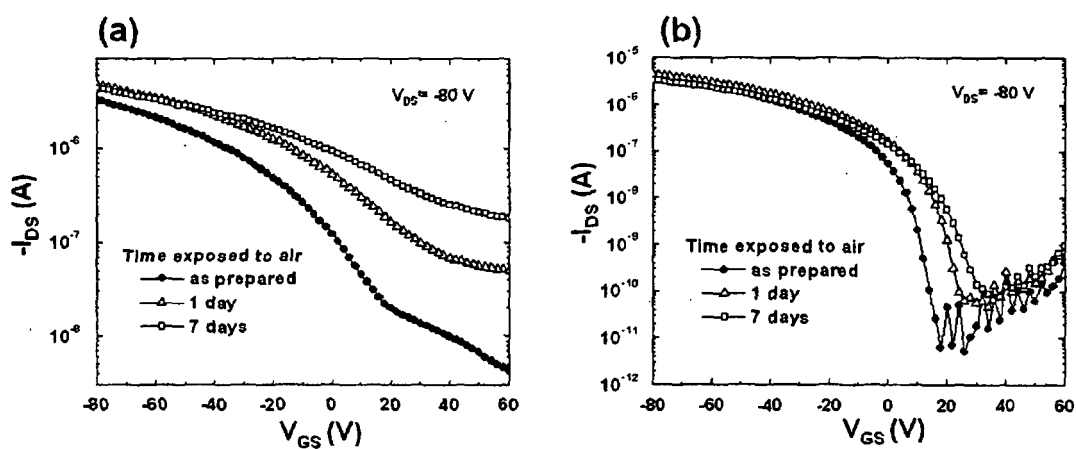 (a)
V_DS= -80 V
10^-6
10^-7
10^-8
-I_DS (A)
Time exposed to air
as prepared
1 day
7 days
-80 -60 -40 -20 0 20 40 60
V_GS (V)
(b)
V_DS= -80 V
10^-5
10^-6
10^-7
10^-8
10^-9
10^-10
10^-11
10^-12
-I_DS (A)
Time exposed to air
as prepared
1 day
7 days
-80 -60 -40 -20 0 20 40 60
V_GS (V)